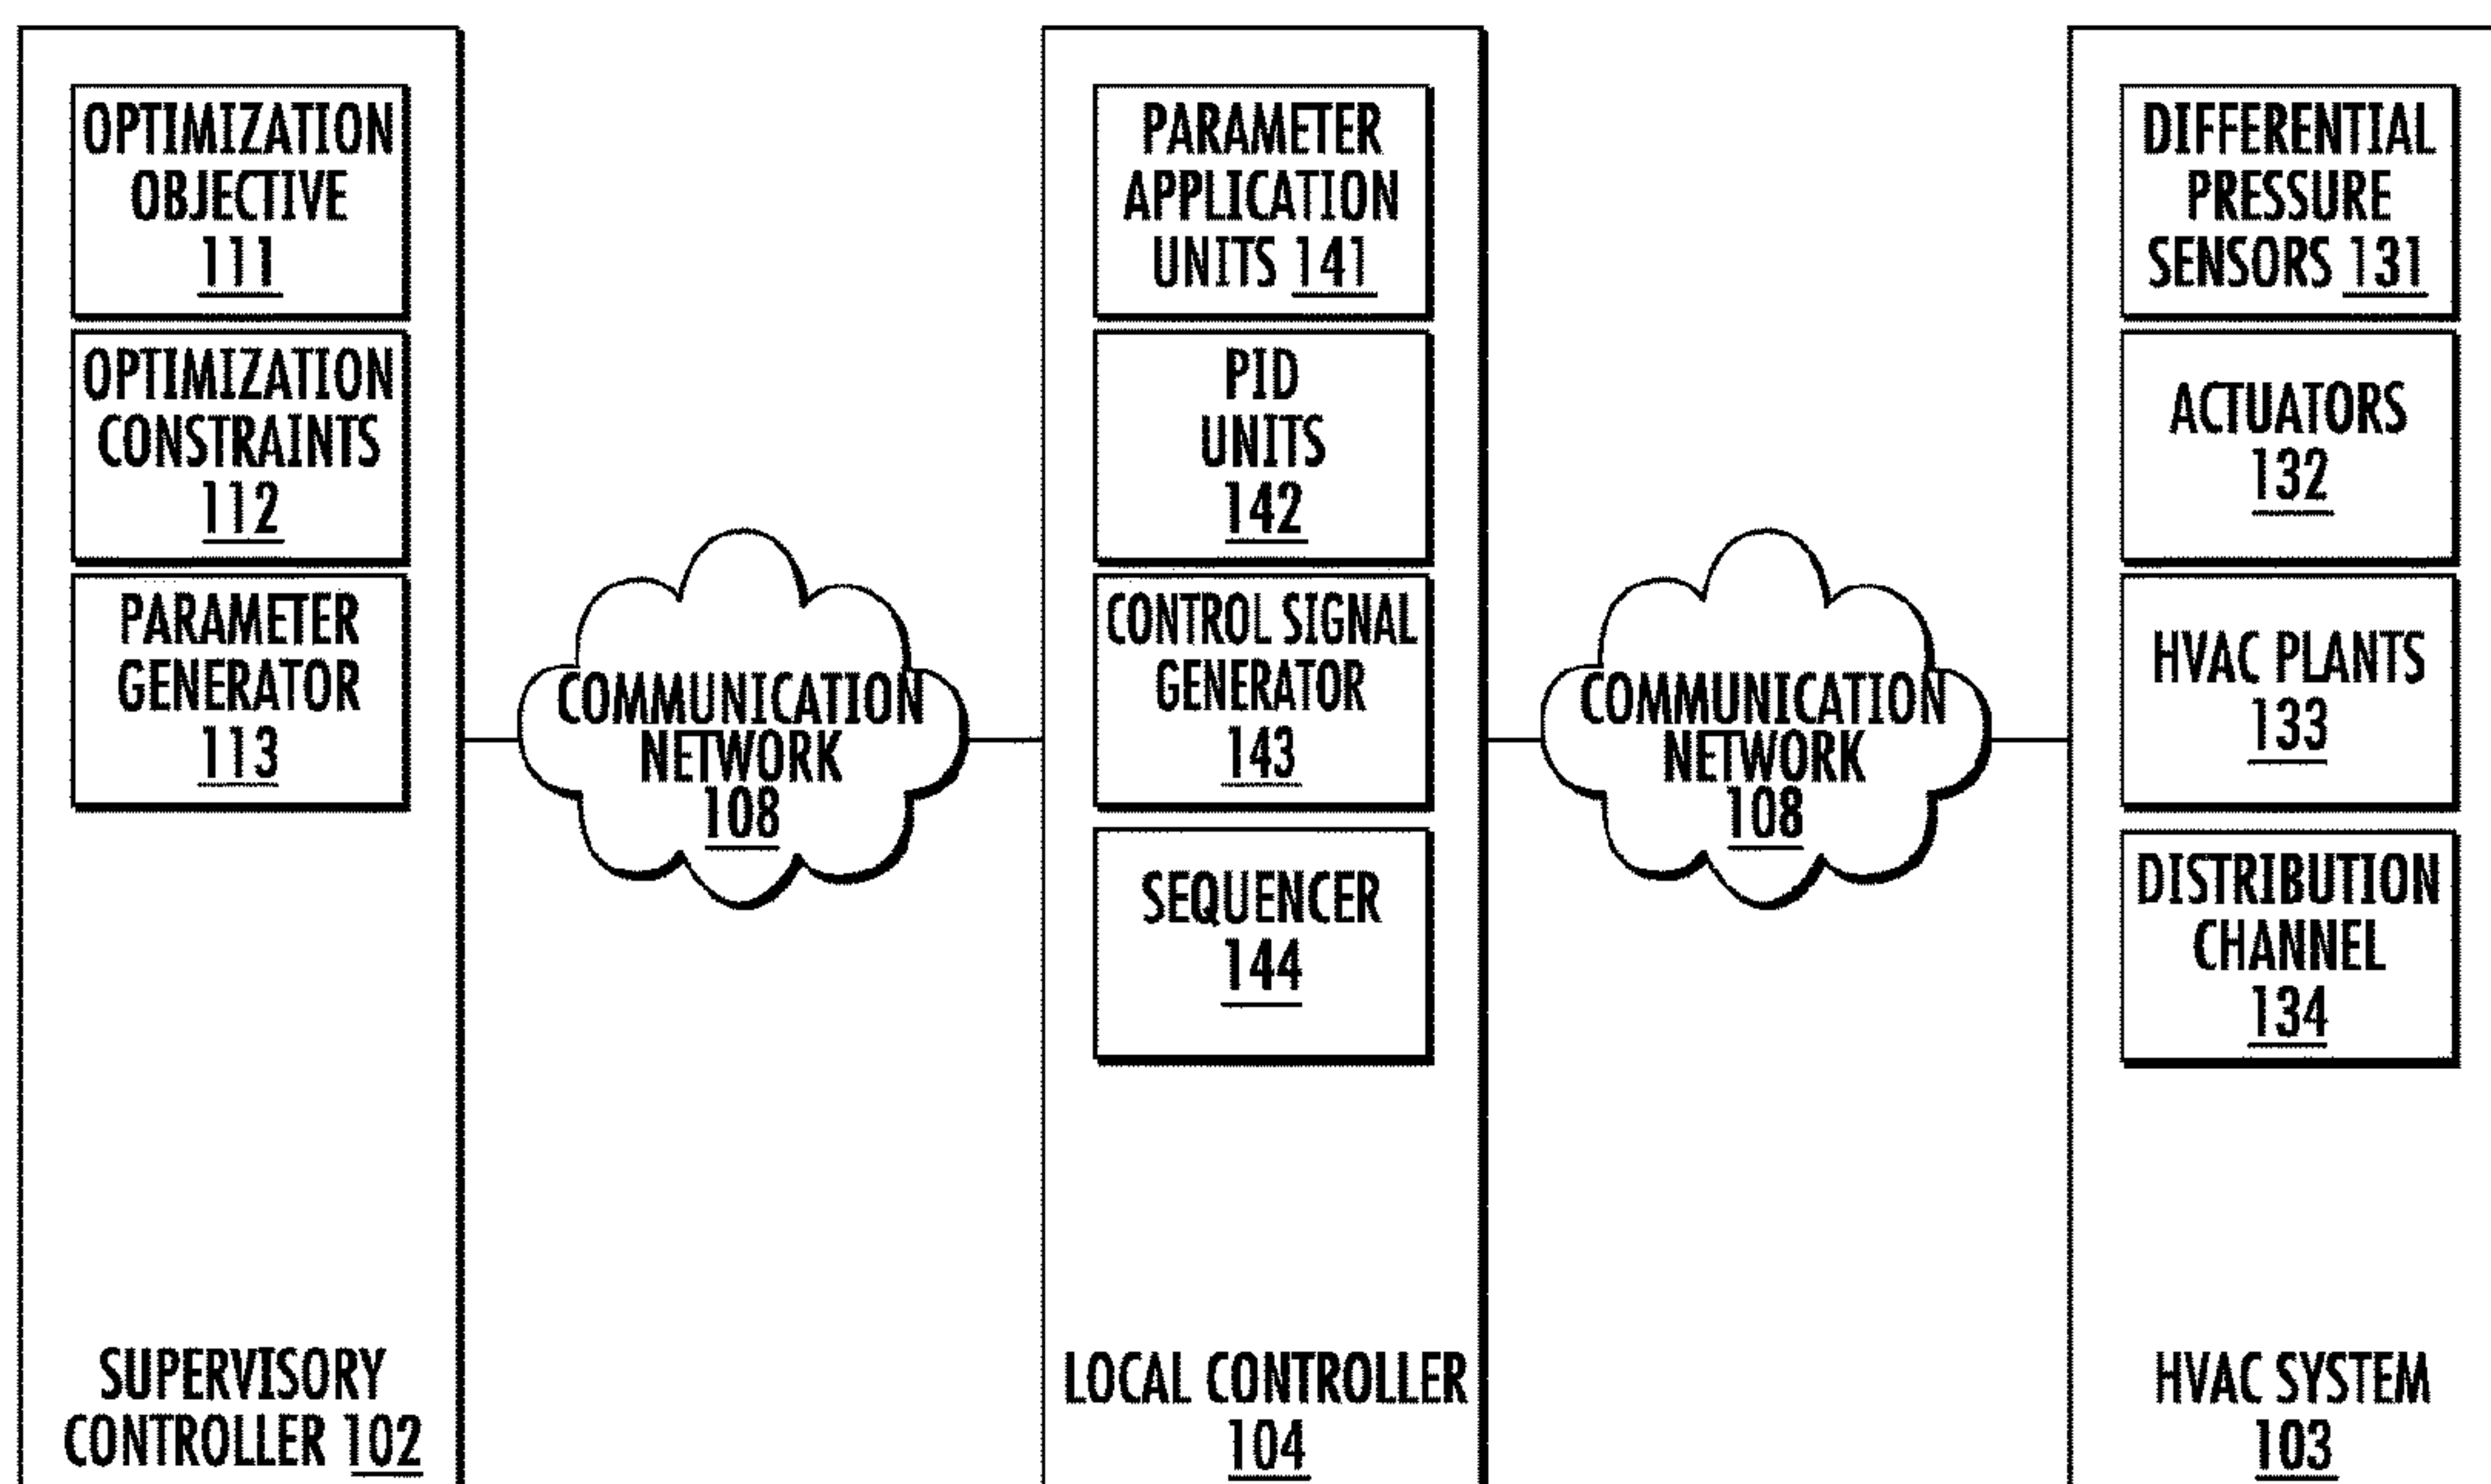 OPTIMIZATION
OBJECTIVE
111
OPTIMIZATION
CONSTRAINTS
112
PARAMETER
GENERATOR
113
SUPERVISORY
CONTROLLER 102
COMMUNICATION
NETWORK
108
PARAMETER
APPLICATION
UNITS 141
PID
UNITS
142
CONTROL SIGNAL
GENERATOR
143
SEQUENCER
144
LOCAL CONTROLLER
104
COMMUNICATION
NETWORK
108
DIFFERENTIAL
PRESSURE
SENSORS 131
ACTUATORS
132
HVAC PLANTS
133
DISTRIBUTION
CHANNEL
134
HVAC SYSTEM
103